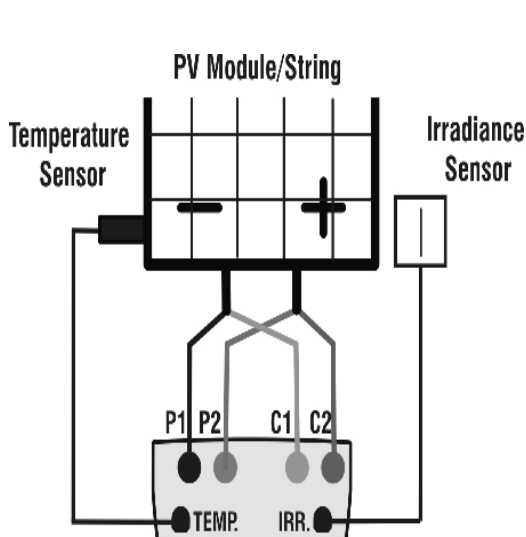 PV Module/String
Temperature
Sensor
Irradiance
Sensor
− +
P1 P2 C1 C2
TEMP. IRR.